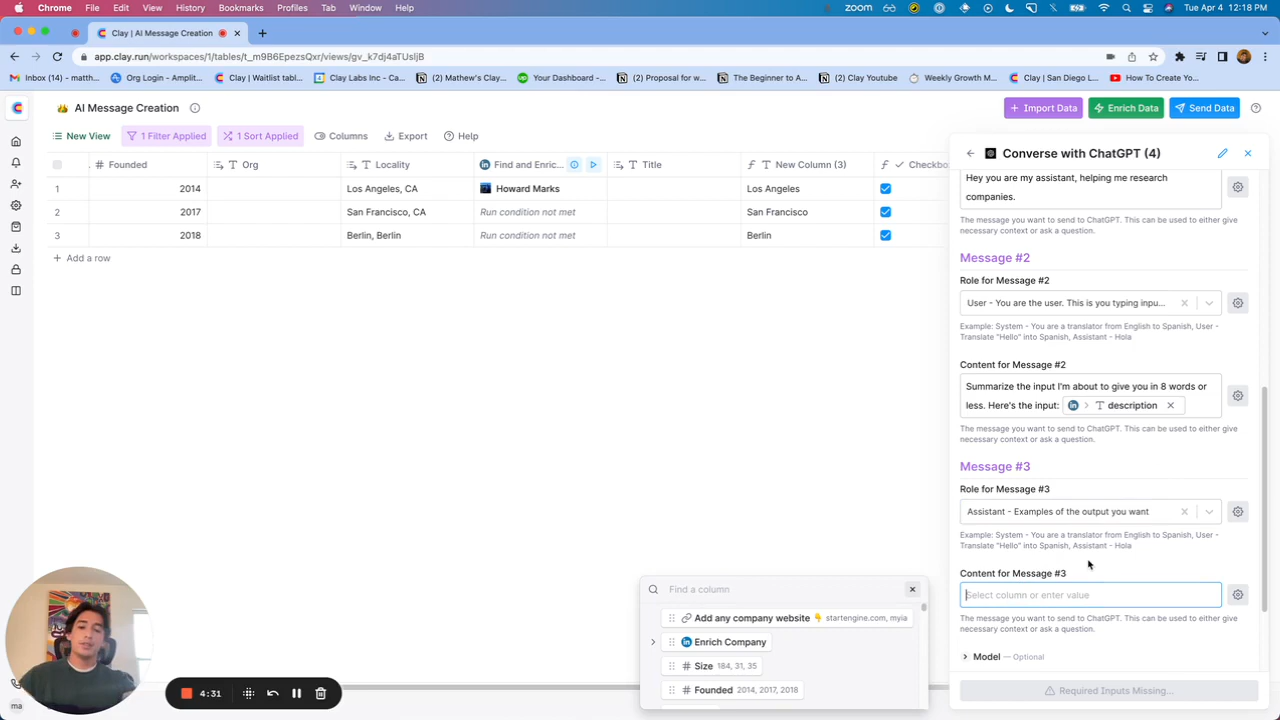 Chrome File Edit View History Bookmarks Profiles Tab Window Help
ZOOM
Tue Apr 4 12:18 PM
Clay | AI Message Creation
app.clay.run/workspaces/1/tables/t_m9B6EpezsQxr/views/gv_k7dj4aTUsIjB
Inbox (14) - matth...
Org Login - Amplit...
Clay | Waitlist tabl...
Clay Labs Inc - Ca...
(2) Mathew's Clay...
Your Dashboard -...
(2) Proposal for w...
The Beginner to A...
(2) Clay Youtube
Weekly Growth M...
Clay | San Diego L...
How To Create Yo...
AI Message Creation
Import Data
Enrich Data
Send Data
New View
1 Filter Applied
1 Sort Applied
Columns
Export
Help
Founded
Org
Locality
Find and Enric...
Title
New Column (3)
Checkbo
1 2014 Los Angeles, CA Howard Marks Los Angeles
2 2017 San Francisco, CA Run condition not met San Francisco
3 2018 Berlin, Berlin Run condition not met Berlin
Add a row
Converse with ChatGPT (4)
Hey you are my assistant, helping me research
companies.
The message you want to send to ChatGPT. This can be used to either give
necessary context or ask a question.
Message #2
Role for Message #2
User - You are the user. This is you typing inpu...
Example: System - You are a translator from English to Spanish, User -
Translate "Hello" into Spanish, Assistant - Hola
Content for Message #2
Summarize the input I'm about to give you in 8 words or
less. Here's the input: description
The message you want to send to ChatGPT. This can be used to either give
necessary context or ask a question.
Message #3
Role for Message #3
Assistant - Examples of the output you want
Example: System - You are a translator from English to Spanish, User -
Translate "Hello" into Spanish, Assistant - Hola
Content for Message #3
Select column or enter value
The message you want to send to ChatGPT. This can be used to either give
necessary context or ask a question.
Model — Optional
Required Inputs Missing...
Find a column
Add any company website startengine.com, myia
Enrich Company
Size 184, 31, 35
Founded 2014, 2017, 2018
4:31
ma